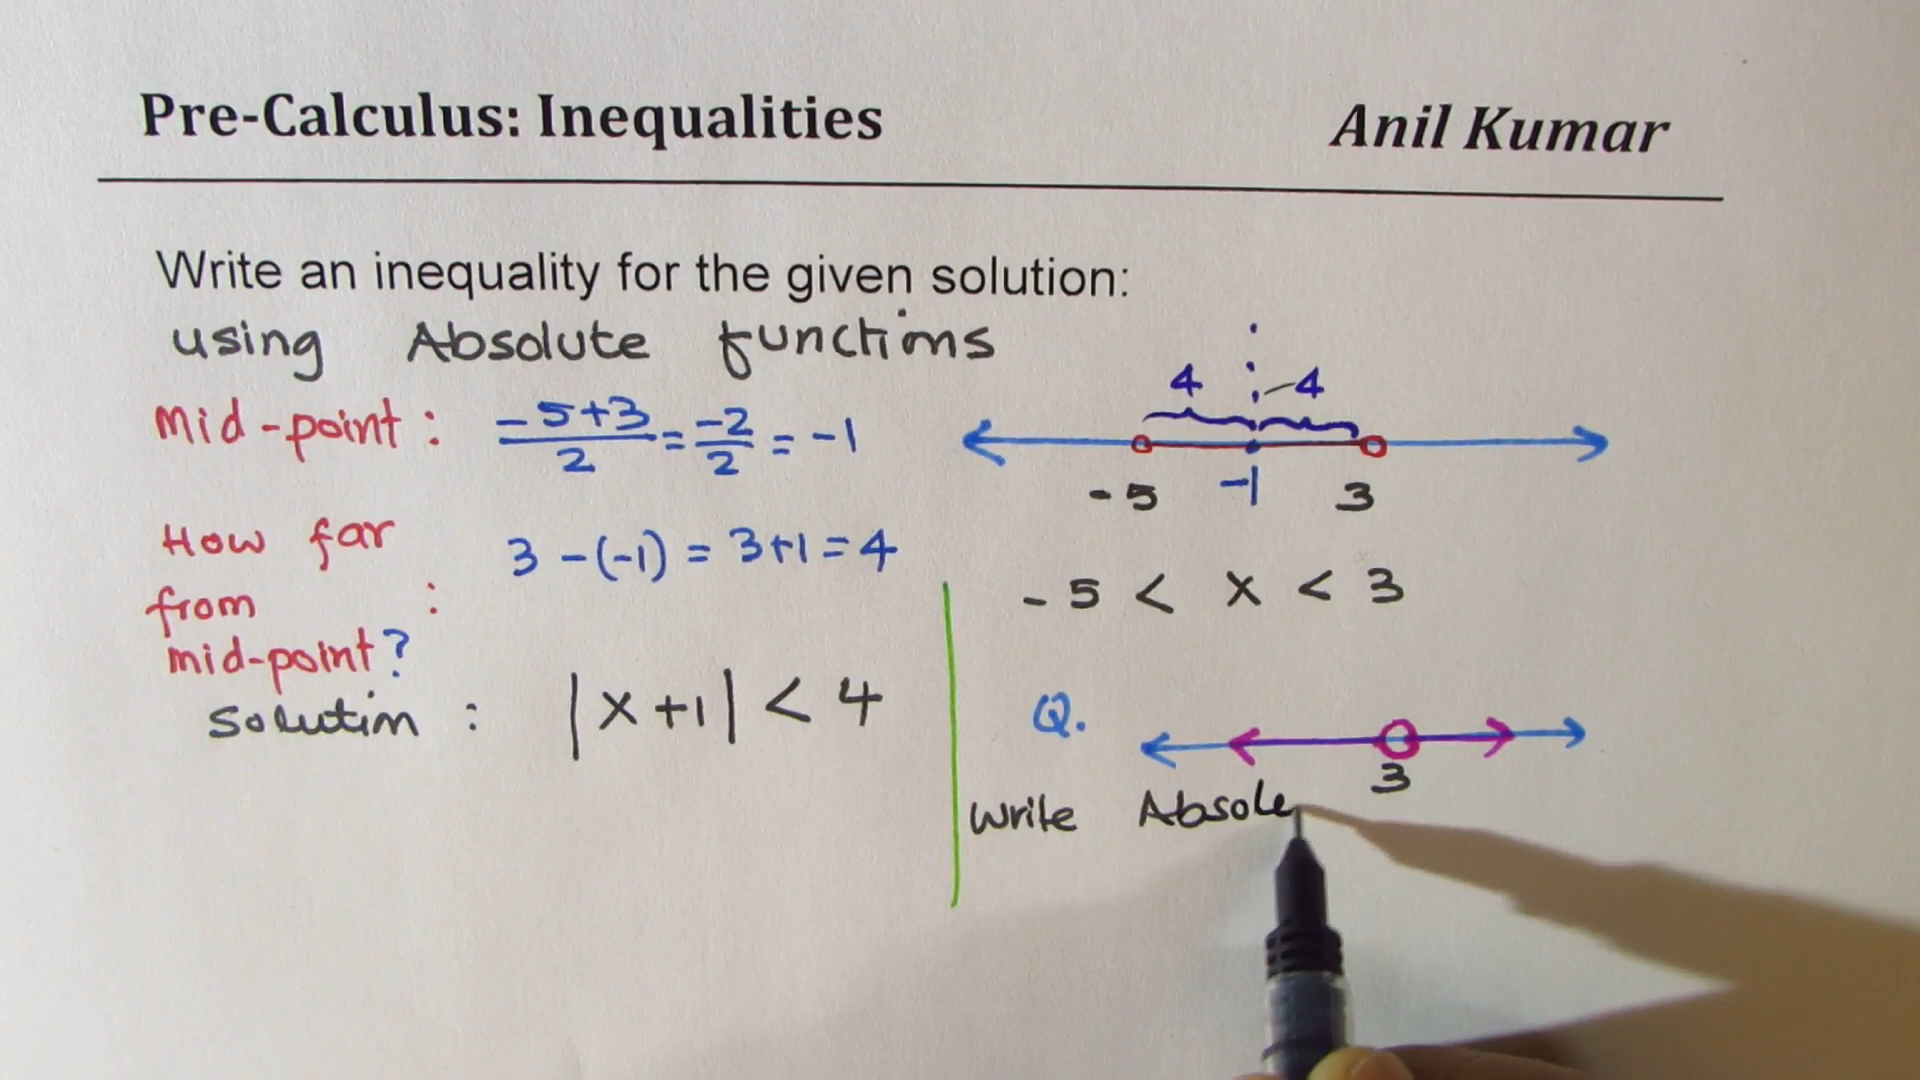 Pre-Calculus: Inequalities Anil Kumar
Write an inequality for the given solution:
using Absolute functions
Mid-point: -5+3/2 = -2/2 = -1
4 4
-5 -1 3
How far from mid-point? : 3 -(-1) = 3+1 = 4
-5 < x < 3
Solution : |x+1| < 4
Q.
3
Write Absole